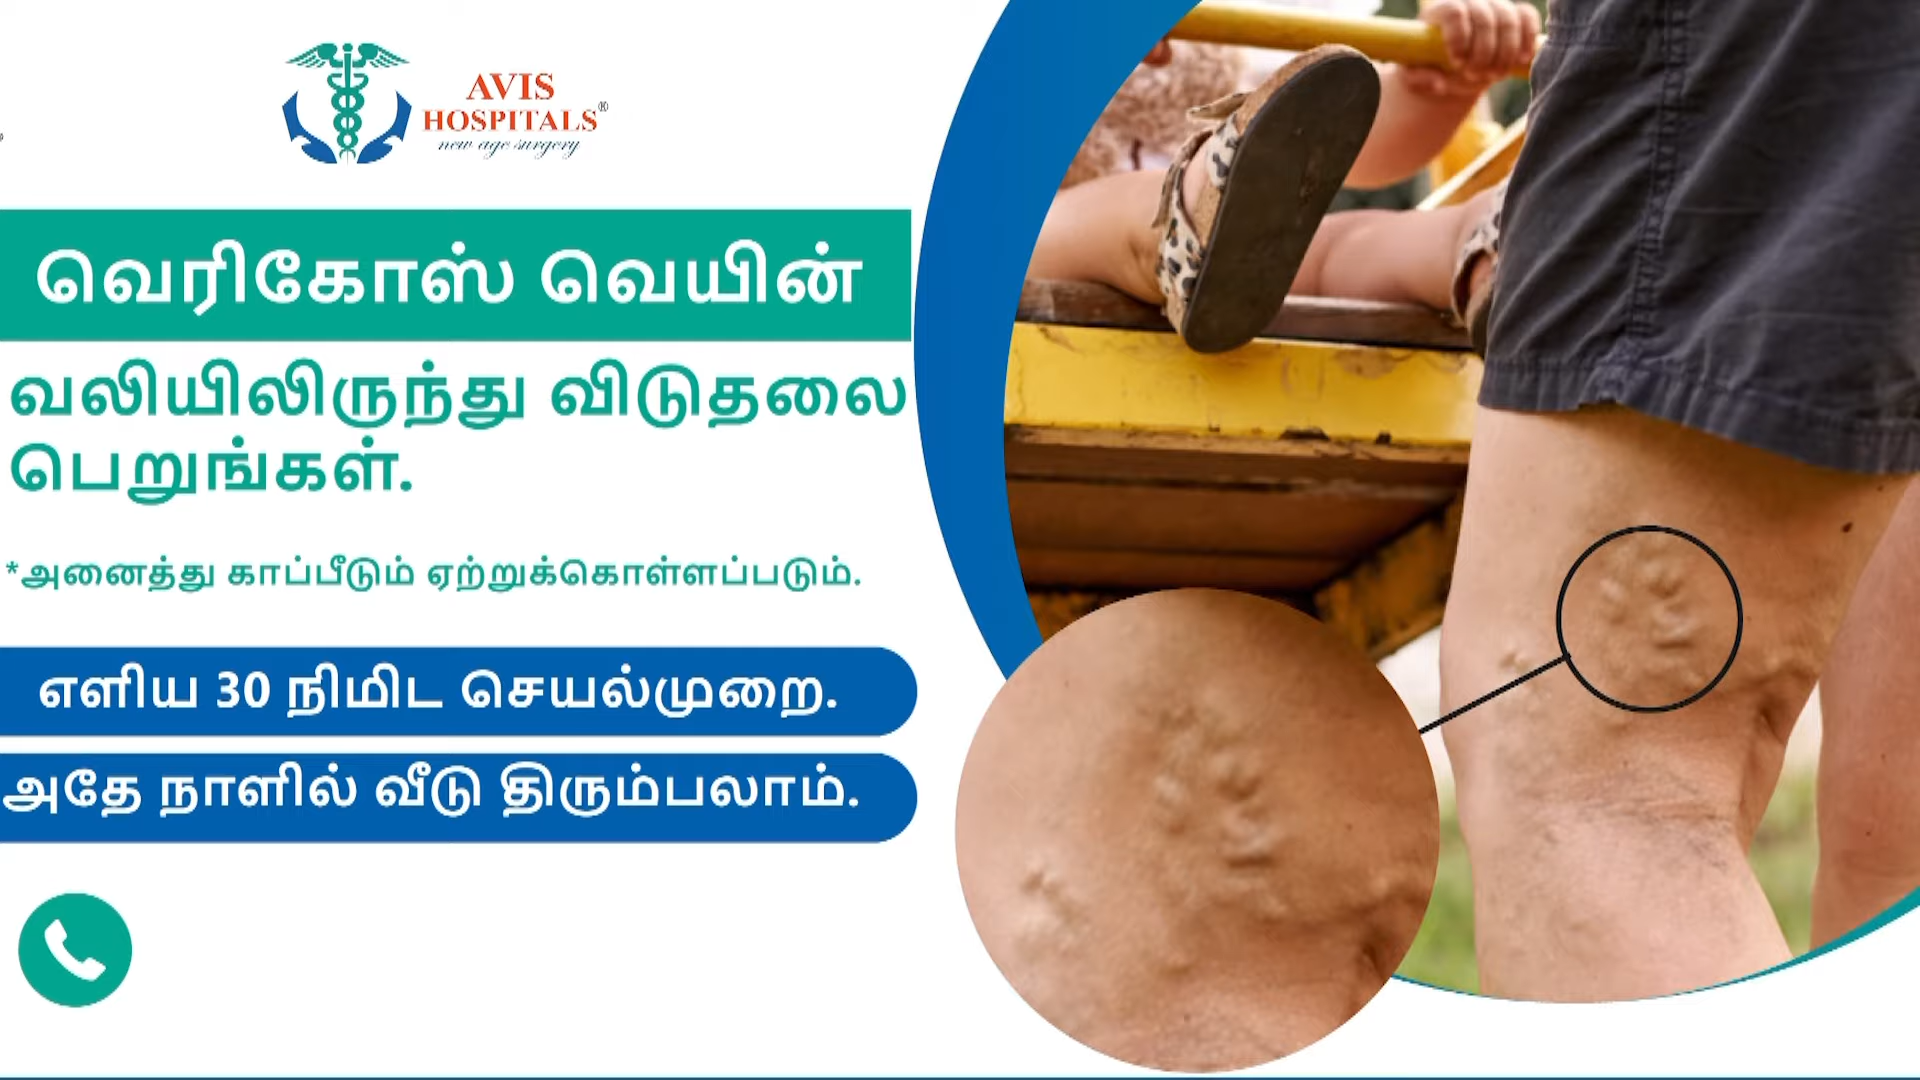 AVIS
HOSPITALS®
new age surgery
வெரிகோஸ் வெயின்
வலியிலிருந்து விடுதலை
பெறுங்கள்.
*அனைத்து காப்பீடும் ஏற்றுக்கொள்ளப்படும்.
எளிய 30 நிமிட செயல்முறை.
அதே நாளில் வீடு திரும்பலாம்.